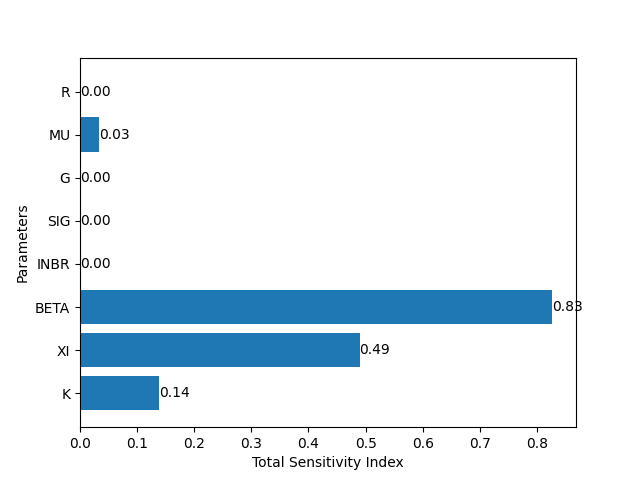 R
0.00
MU
0.03
G
0.00
SIG
0.00
INBR
0.00
BETA
0.83
XI
0.49
K
0.14
Parameters
0.0 0.1 0.2 0.3 0.4 0.5 0.6 0.7 0.8
Total Sensitivity Index